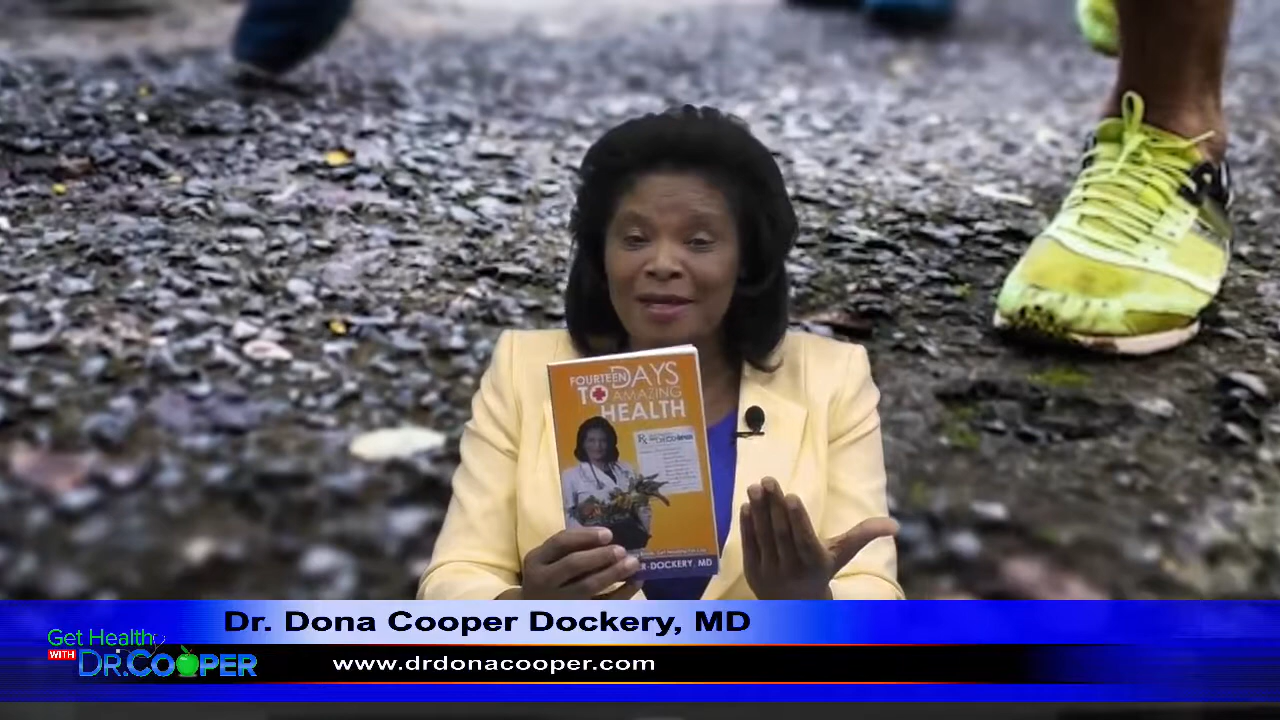 FOURTEEN DAYS
TO AMAZING
HEALTH
R-DOCKERY, MD
Dr. Dona Cooper Dockery, MD
Get Healthy
WITH DR.COOPER
www.drdonacooper.com